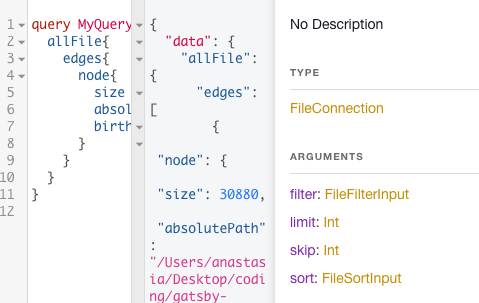 1 query MyQuery
2 allFile{
3 edges{
4 node{
5 size
6 absol
7 birth
8 }
9 }
10 }
11 }
12
{
"data": {
"allFile":
{
"edges":
[
{
"node": {
"size": 30880,
"absolutePath"
:
"/Users/anastas
ia/Desktop/codi
ng/gatsby-
No Description
TYPE
FileConnection
ARGUMENTS
filter: FileFilterInput
limit: Int
skip: Int
sort: FileSortInput